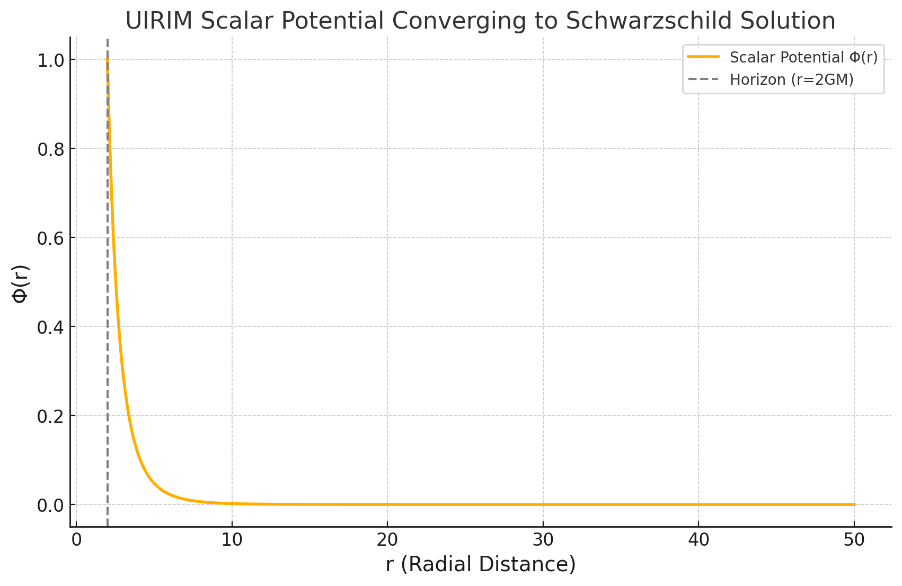 UIRIM Scalar Potential Converging to Schwarzschild Solution
Scalar Potential Φ(r)
Horizon (r=2GM)
1.0
0.8
0.6
0.4
0.2
0.0
Φ(r)
0 10 20 30 40 50
r (Radial Distance)